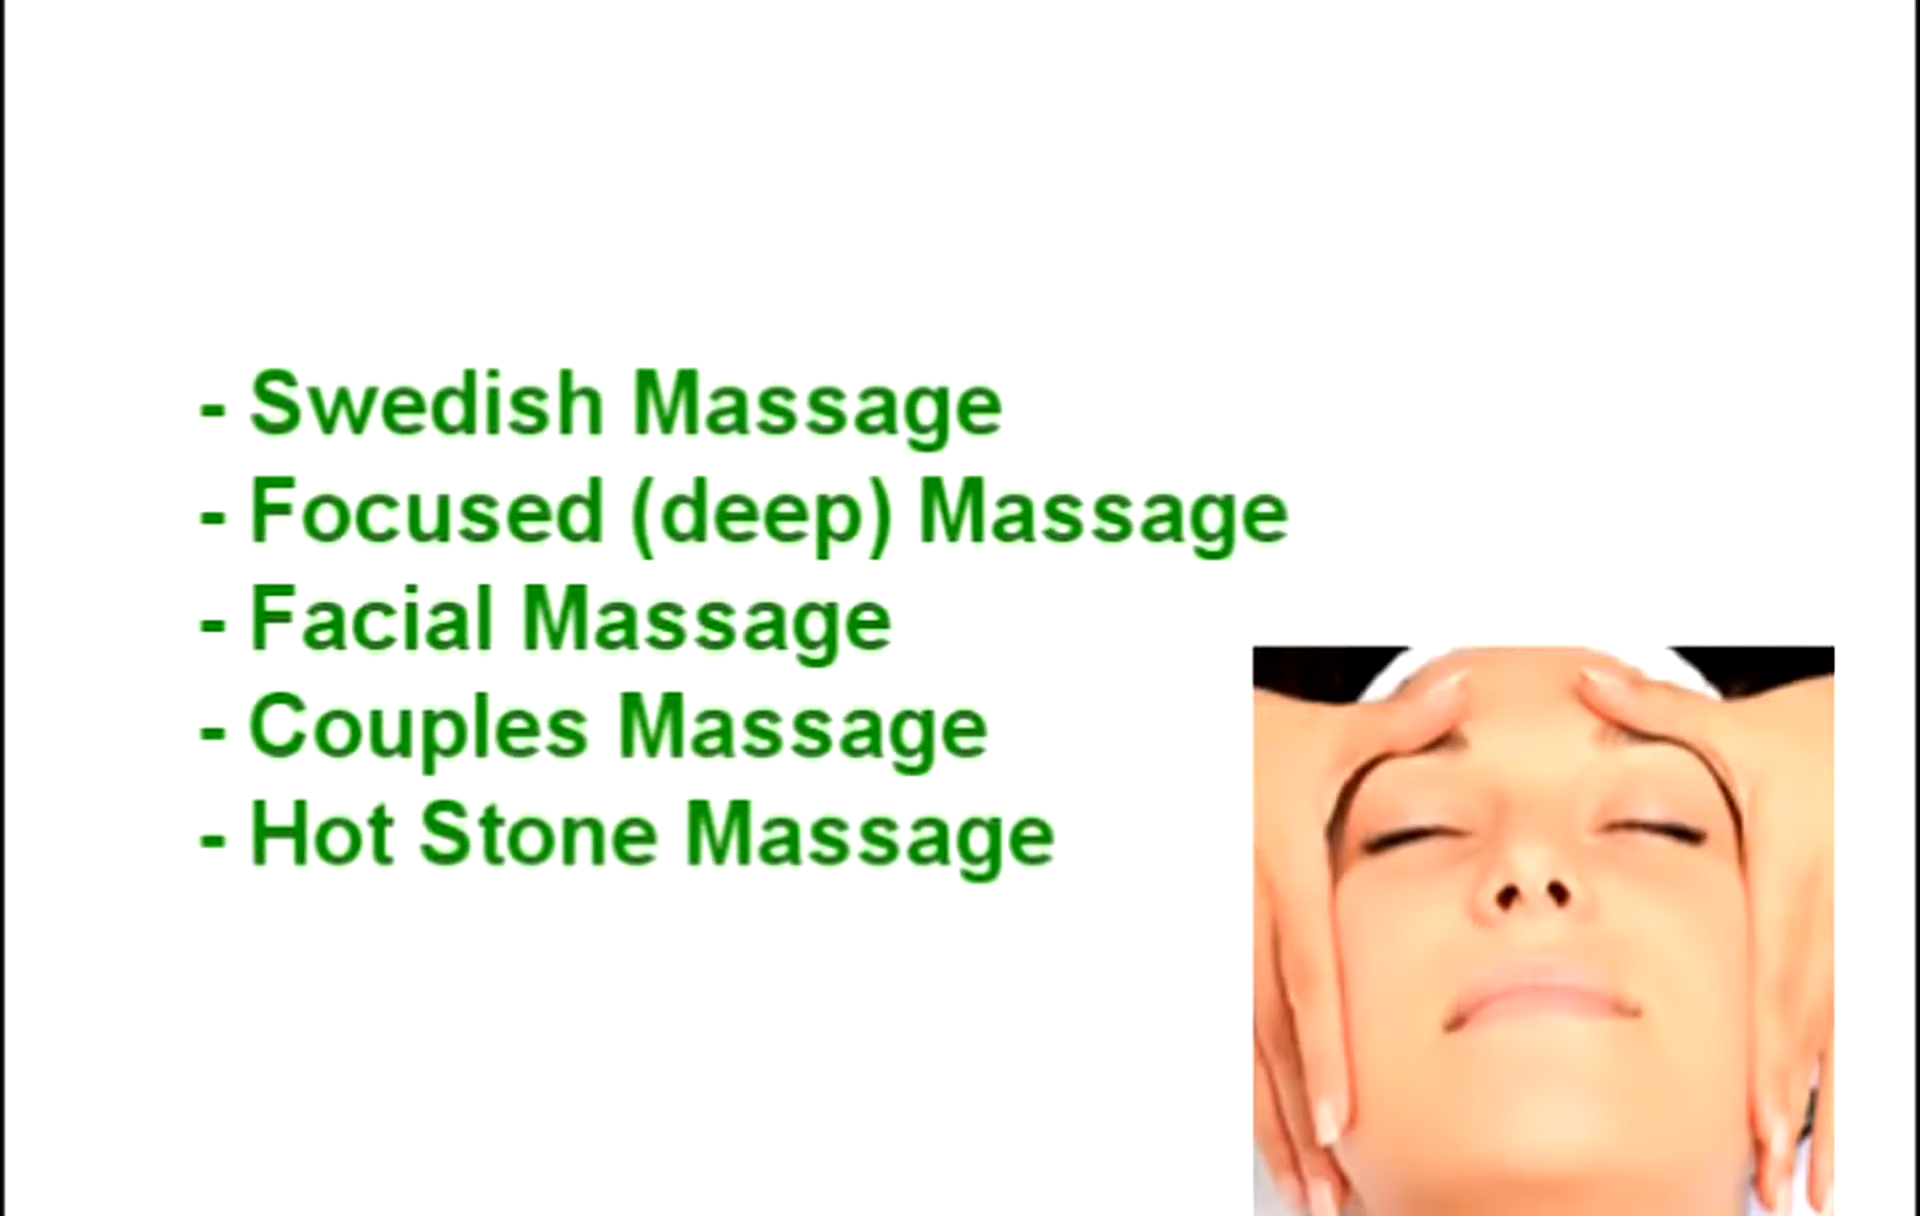 - Swedish Massage
- Focused (deep) Massage
- Facial Massage
- Couples Massage
- Hot Stone Massage